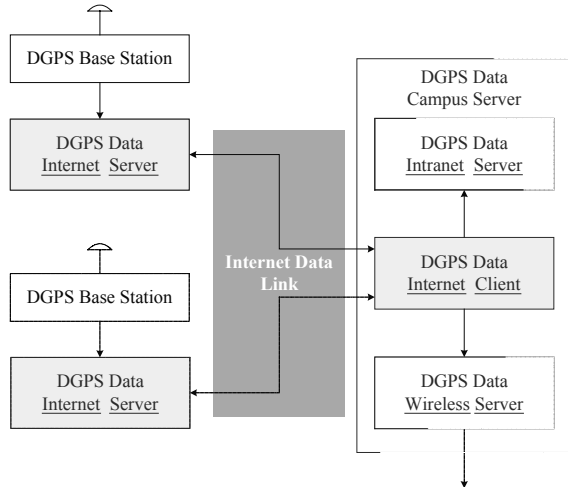 DGPS Base Station
DGPS Data
Internet Server
DGPS Base Station
DGPS Data
Internet Server
Internet Data
Link
DGPS Data
Campus Server
DGPS Data
Intranet Server
DGPS Data
Internet Client
DGPS Data
Wireless Server